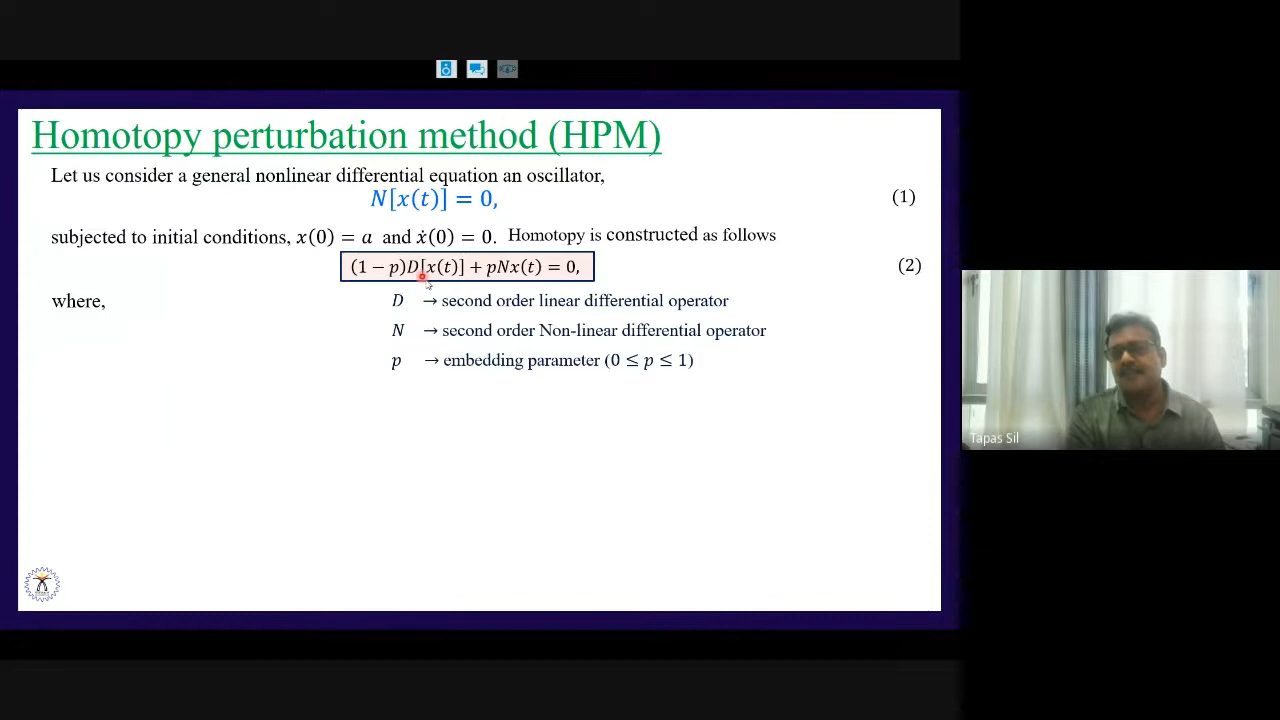 Homotopy perturbation method (HPM)
Let us consider a general nonlinear differential equation an oscillator,
N[x(t)] = 0, (1)
subjected to initial conditions, x(0) = a and ẋ(0) = 0. Homotopy is constructed as follows
(1 − p)D[x(t)] + pNx(t) = 0, (2)
where, D → second order linear differential operator
N → second order Non-linear differential operator
p → embedding parameter (0 ≤ p ≤ 1)
Tapas Sil